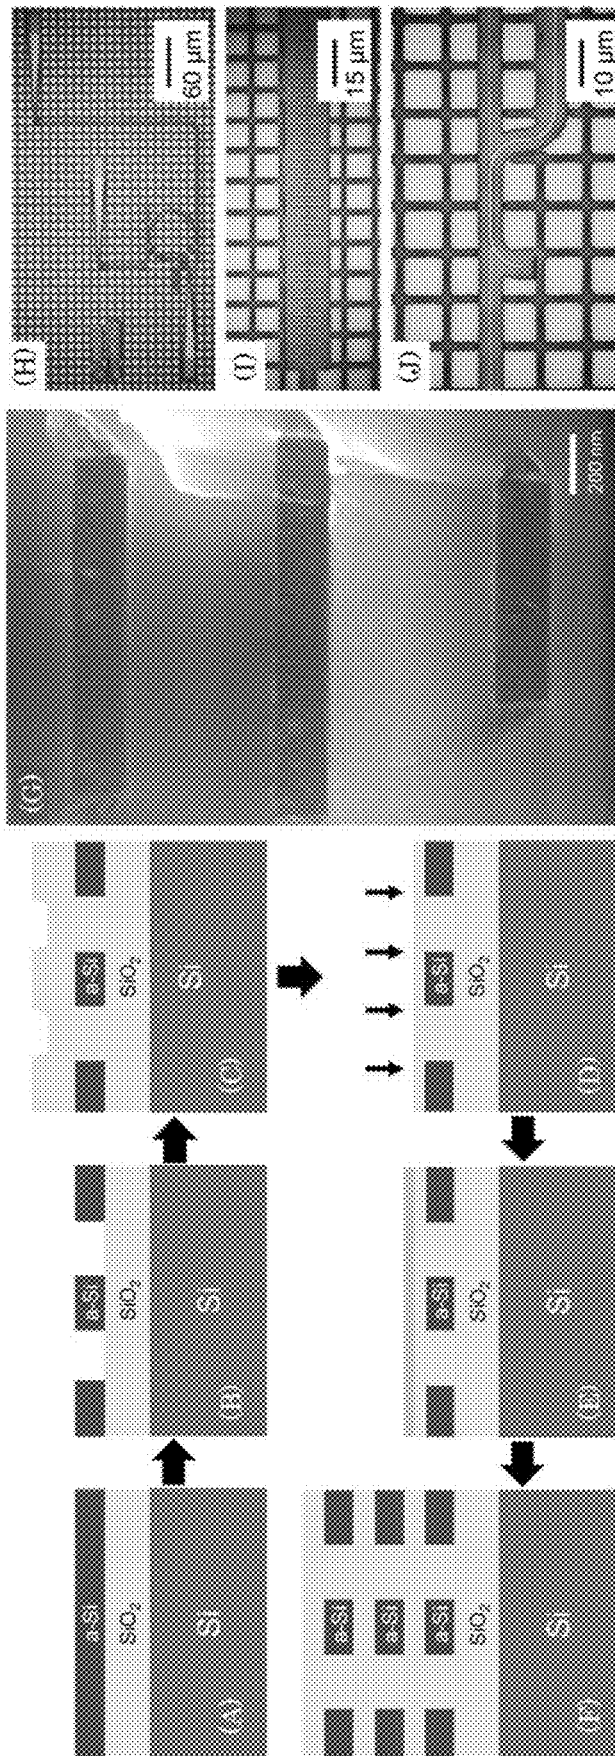 a-Si
SiO₂
Si
(A)
a-Si
SiO₂
Si
(B)
a-Si
SiO₂
Si
(C)
a-Si
SiO₂
Si
(D)
a-Si
SiO₂
Si
(E)
a-Si
a-Si
a-Si
SiO₂
Si
(F)
(G)
200 nm
(H)
60 µm
(I)
15 µm
(J)
10 µm